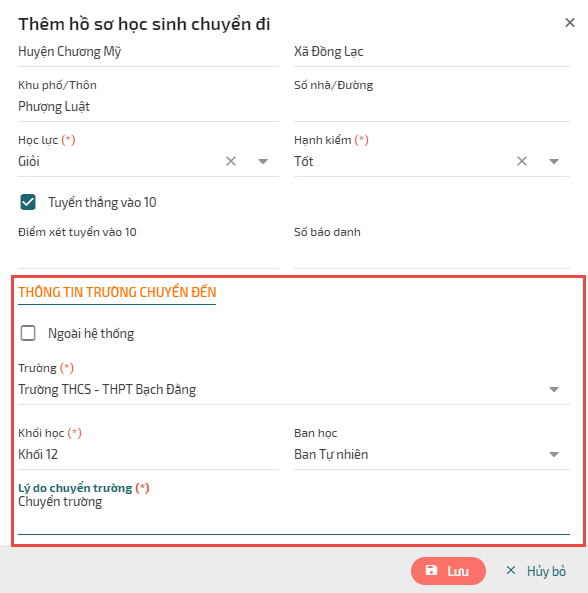 Thêm hồ sơ học sinh chuyển đi
Huyện Chương Mỹ
Xã Đồng Lạc
Khu phố/Thôn
Số nhà/Đường
Phượng Luật
Học lực (*)
Hạnh kiểm (*)
Giỏi
Tốt
Tuyển thẳng vào 10
Điểm xét tuyển vào 10
Số báo danh
THÔNG TIN TRƯỜNG CHUYỂN ĐẾN
Ngoài hệ thống
Trường (*)
Trường THCS - THPT Bạch Đằng
Khối học (*)
Ban học
Khối 12
Ban Tự nhiên
Lý do chuyển trường (*)
Chuyển trường
Lưu
Hủy bỏ